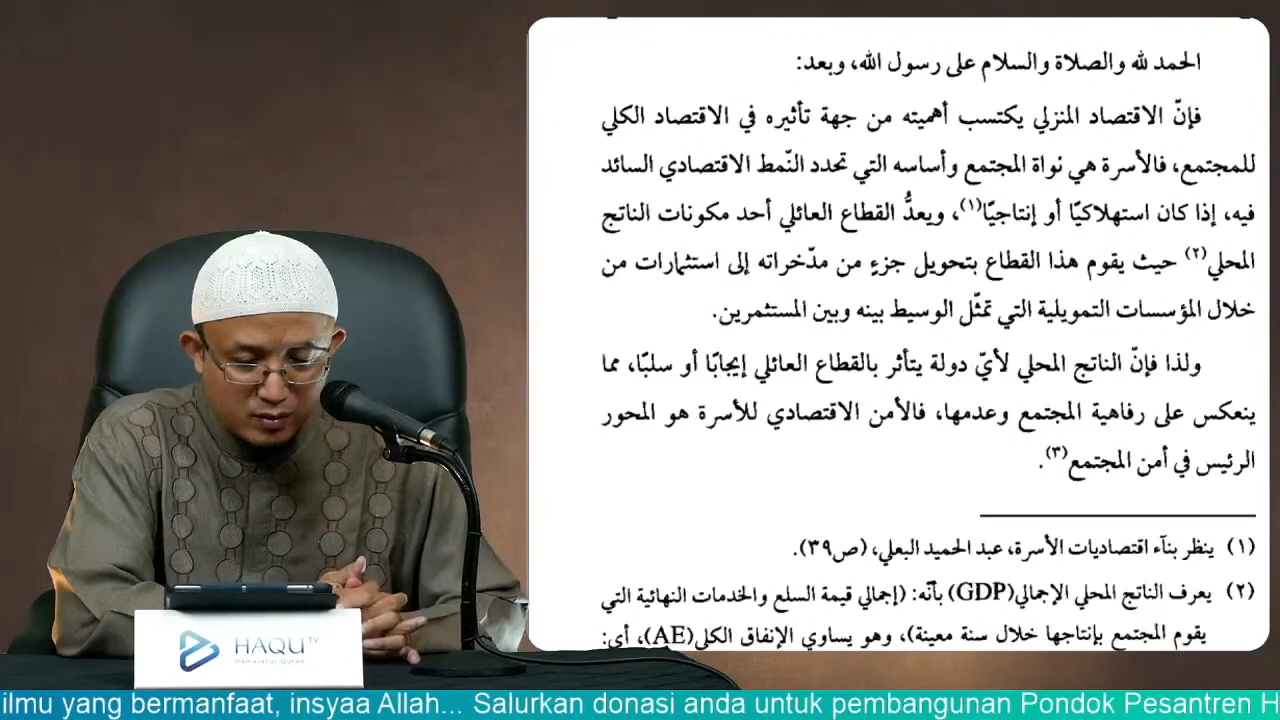 الحمد لله والصلاة والسلام على رسول الله، وبعد:
فإنّ الاقتصاد المنزلي يكتسب أهميته من جهة تأثيره في الاقتصاد الكلي
للمجتمع، فالأسرة هي نواة المجتمع وأساسه التي تحدد النّمط الاقتصادي السائد
فيه، إذا كان استهلاكيًا أو إنتاجيًا(١)، ويعدُّ القطاع العائلي أحد مكونات الناتج
المحلي(٢) حيث يقوم هذا القطاع بتحويل جزءٍ من مدّخراته إلى استثمارات من
خلال المؤسسات التمويلية التي تمثّل الوسيط بينه وبين المستثمرين.
ولذا فإنّ الناتج المحلي لأيّ دولة يتأثر بالقطاع العائلي إيجابًا أو سلبًا، مما
ينعكس على رفاهية المجتمع وعدمها، فالأمن الاقتصادي للأسرة هو المحور
الرئيس في أمن المجتمع(٣).
(١) ينظر بنآء اقتصاديات الأسرة، عبد الحميد البعلي، (ص٣٩).
(٢) يعرف الناتج المحلي الإجمالي(GDP) بأنّه: (إجمالي قيمة السلع والخدمات النهائية التي
يقوم المجتمع بإنتاجها خلال سنة معينة)، وهو يساوي الإنفاق الكلي(AE)، أي:
HAQU TV
Hamalatul Quran
ilmu yang bermanfaat, insyaa Allah... Salurkan donasi anda untuk pembangunan Pondok Pesantren H